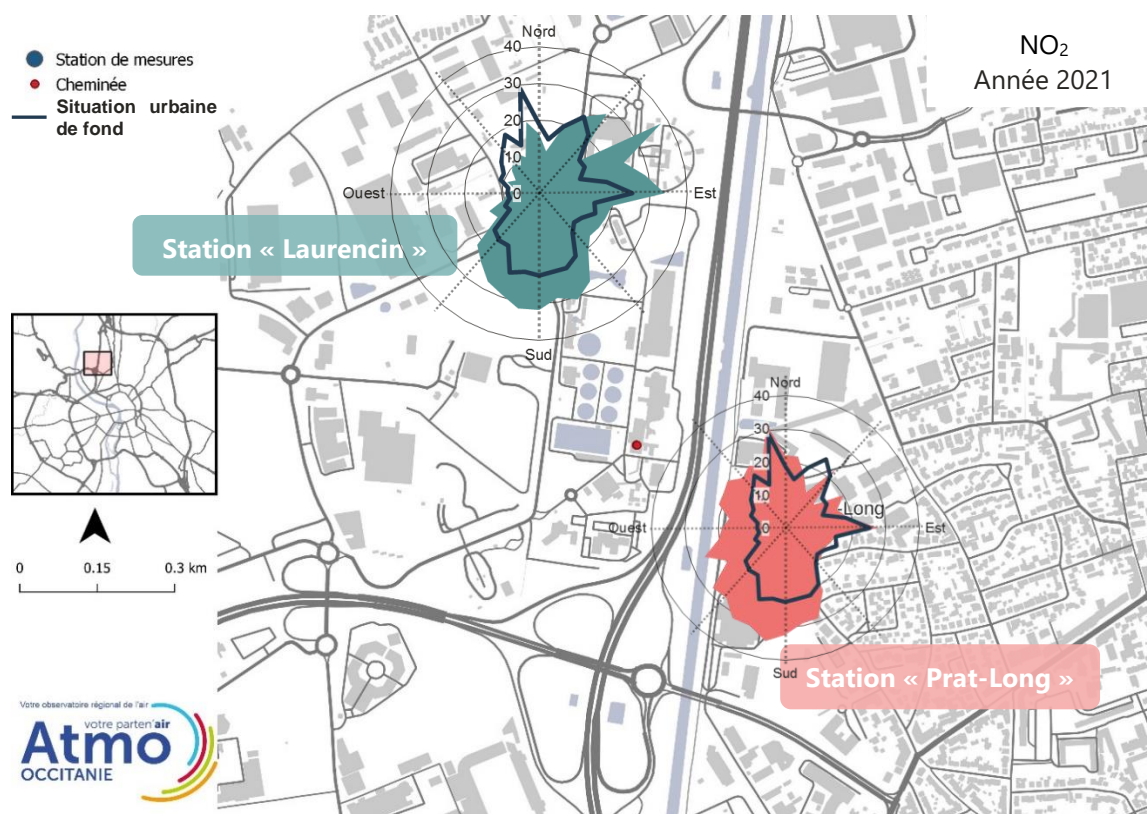 Station de mesures
Cheminée
Situation urbaine
de fond
NO₂
Année 2021
Nord
40
30
20
10
0
Ouest
Est
Sud
Station « Laurencin »
Nord
40
30
20
10
0
Ouest
-Long
Est
Sud
Station « Prat-Long »
0
0.15
0.3 km
Votre observatoire régional de l'air
votre parten'air
Atmo
OCCITANIE